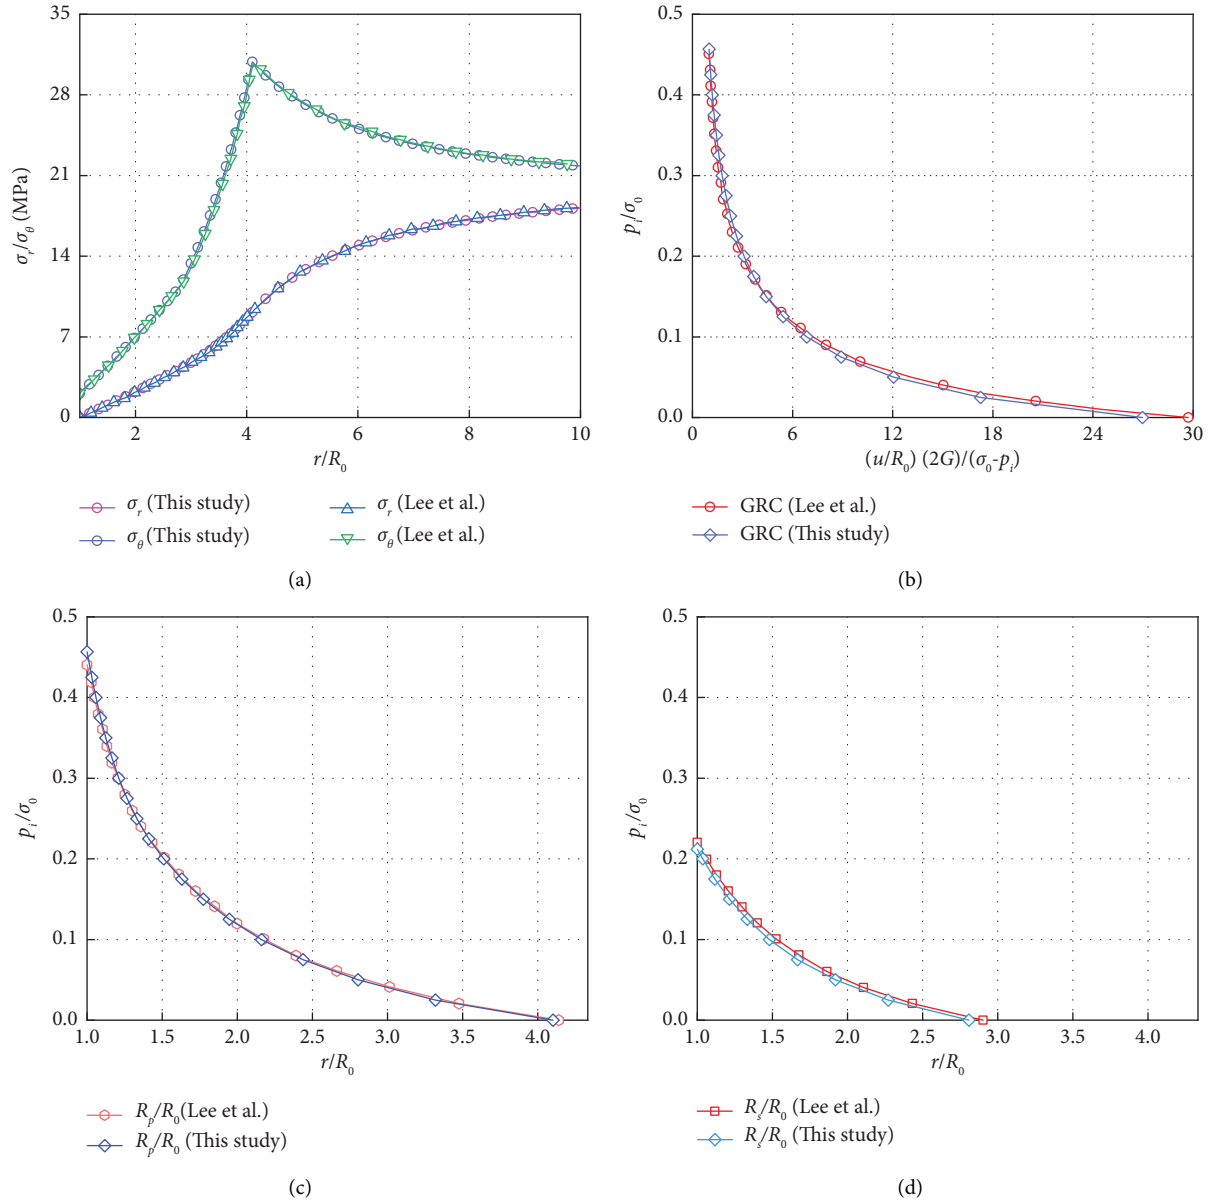 35
28
21
14
7
0
σr/σθ (MPa)
2 4 6 8 10
r/R0
σr (This study) σr (Lee et al.)
σθ (This study) σθ (Lee et al.)
(a)
0.5
0.4
0.3
0.2
0.1
0.0
pi/σ0
0 6 12 18 24 30
(u/R0) (2G)/(σ0-pi)
GRC (Lee et al.)
GRC (This study)
(b)
0.5
0.4
0.3
0.2
0.1
0.0
pi/σ0
1.0 1.5 2.0 2.5 3.0 3.5 4.0
r/R0
Rp/R0 (Lee et al.)
Rp/R0 (This study)
(c)
0.5
0.4
0.3
0.2
0.1
0.0
pi/σ0
1.0 1.5 2.0 2.5 3.0 3.5 4.0
r/R0
Rs/R0 (Lee et al.)
Rs/R0 (This study)
(d)